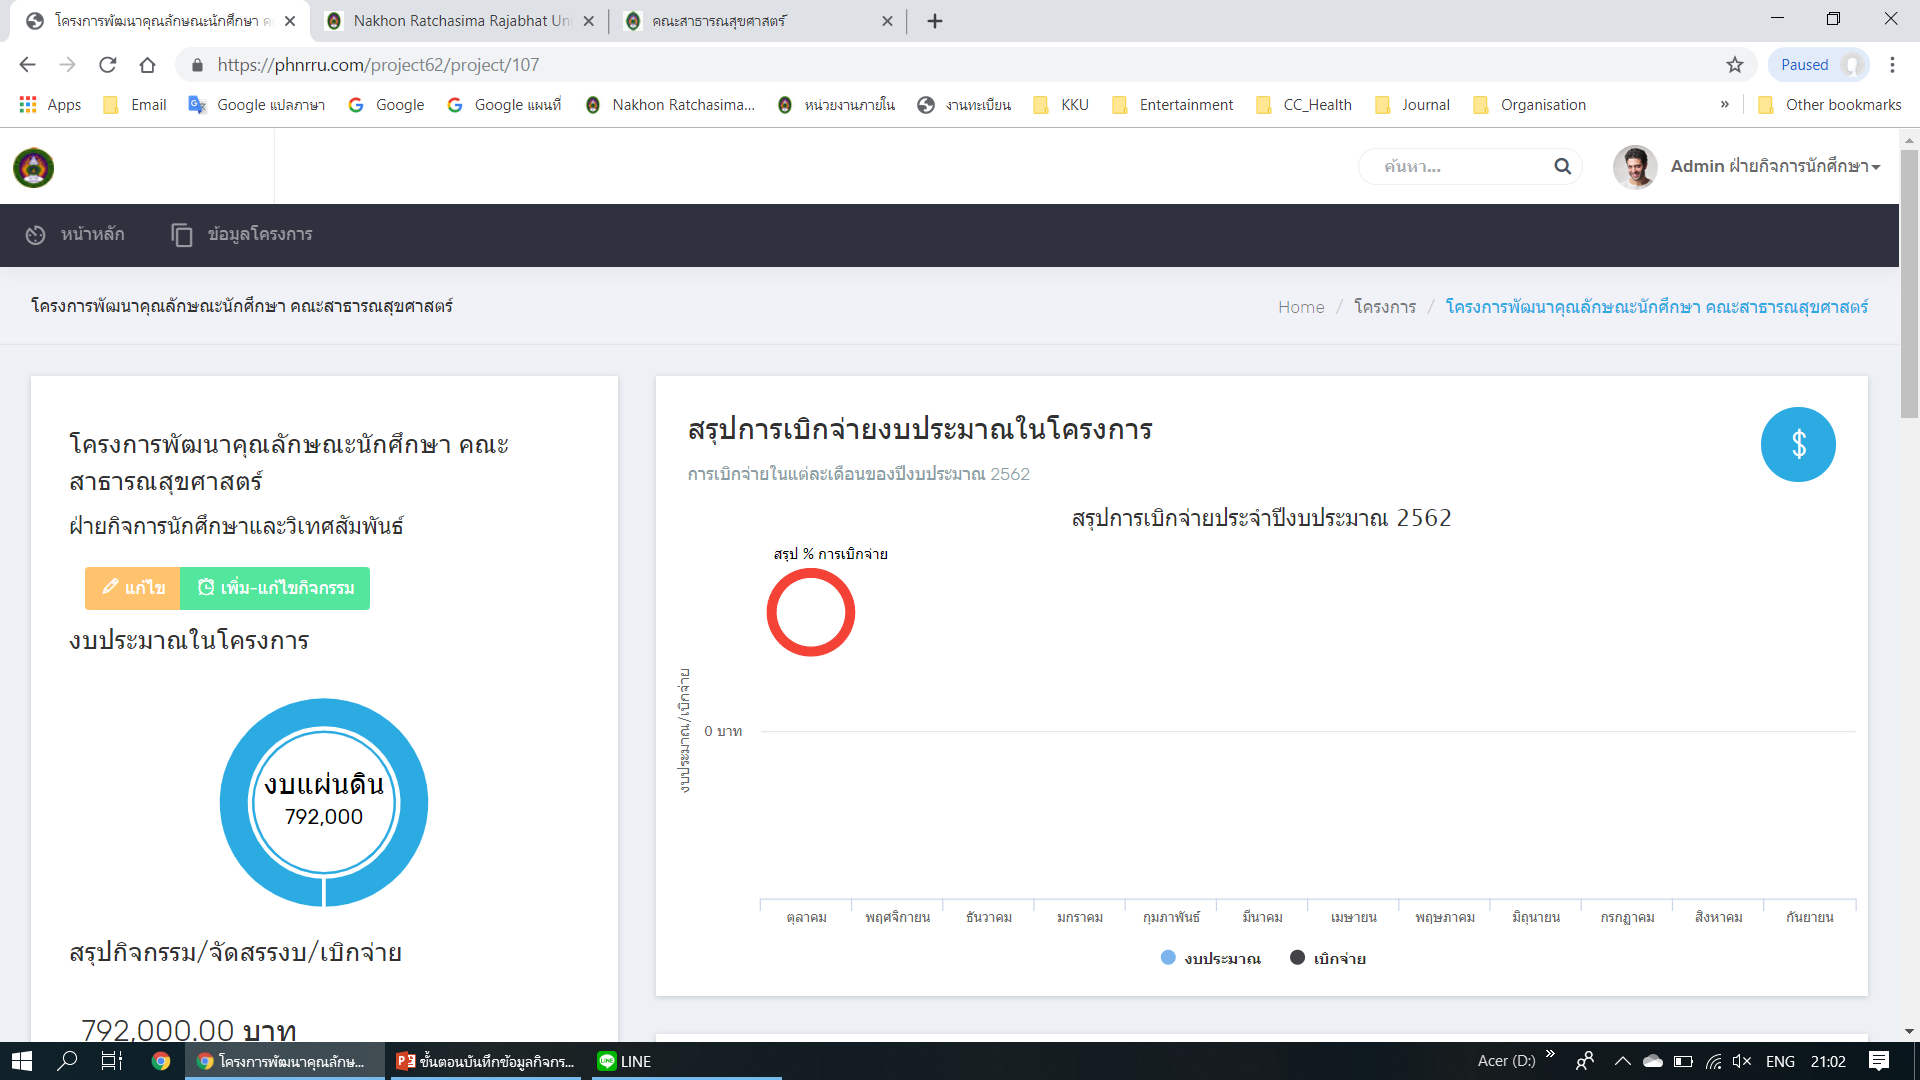 โครงการพัฒนาคุณลักษณะนักศึกษา ค
Nakhon Ratchasima Rajabhat Un
คณะสาธารณสุขศาสตร์
https://phnrru.com/project62/project/107
Paused
Apps
Email
Google แปลภาษา
Google
Google แผนที่
Nakhon Ratchasima...
หน่วยงานภายใน
งานทะเบียน
KKU
Entertainment
CC_Health
Journal
Organisation
»
Other bookmarks
ค้นหา...
Admin ฝ่ายกิจการนักศึกษา
หน้าหลัก
ข้อมูลโครงการ
โครงการพัฒนาคุณลักษณะนักศึกษา คณะสาธารณสุขศาสตร์
Home / โครงการ / โครงการพัฒนาคุณลักษณะนักศึกษา คณะสาธารณสุขศาสตร์
โครงการพัฒนาคุณลักษณะนักศึกษา คณะ
สาธารณสุขศาสตร์
ฝ่ายกิจการนักศึกษาและวิเทศสัมพันธ์
แก้ไข
เพิ่ม-แก้ไขกิจกรรม
งบประมาณในโครงการ
งบแผ่นดิน
792,000
สรุปกิจกรรม/จัดสรรงบ/เบิกจ่าย
792,000.00 บาท
สรุปการเบิกจ่ายงบประมาณในโครงการ
การเบิกจ่ายในแต่ละเดือนของปีงบประมาณ 2562
$
สรุปการเบิกจ่ายประจำปีงบประมาณ 2562
สรุป % การเบิกจ่าย
งบประมาณ/เบิกจ่าย
0 บาท
ตุลาคม
พฤศจิกายน
ธันวาคม
มกราคม
กุมภาพันธ์
มีนาคม
เมษายน
พฤษภาคม
มิถุนายน
กรกฎาคม
สิงหาคม
กันยายน
งบประมาณ
เบิกจ่าย
โครงการพัฒนาคุณลักษ...
ขั้นตอนบันทึกข้อมูลกิจกร...
LINE
Acer (D:)
»
ENG
21:02